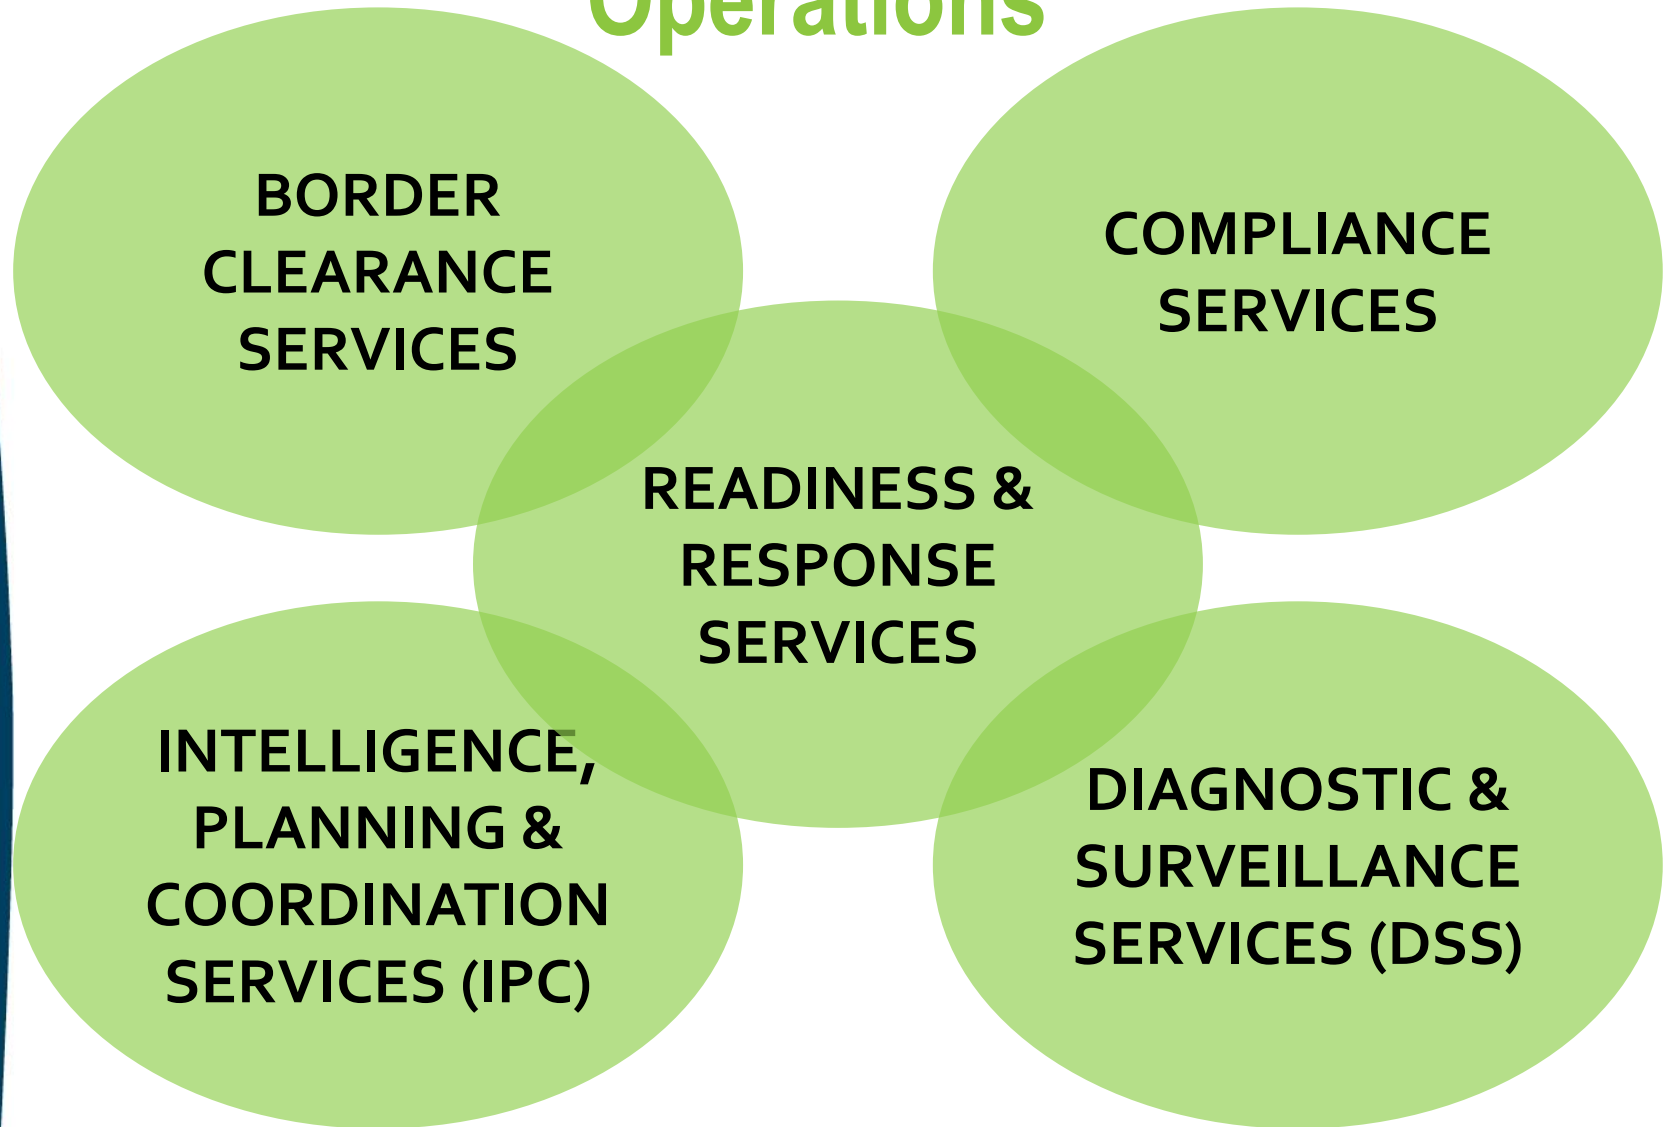 Operations
BORDER
CLEARANCE
SERVICES
COMPLIANCE
SERVICES
READINESS &
RESPONSE
SERVICES
INTELLIGENCE,
PLANNING &
COORDINATION
SERVICES (IPC)
DIAGNOSTIC &
SURVEILLANCE
SERVICES (DSS)